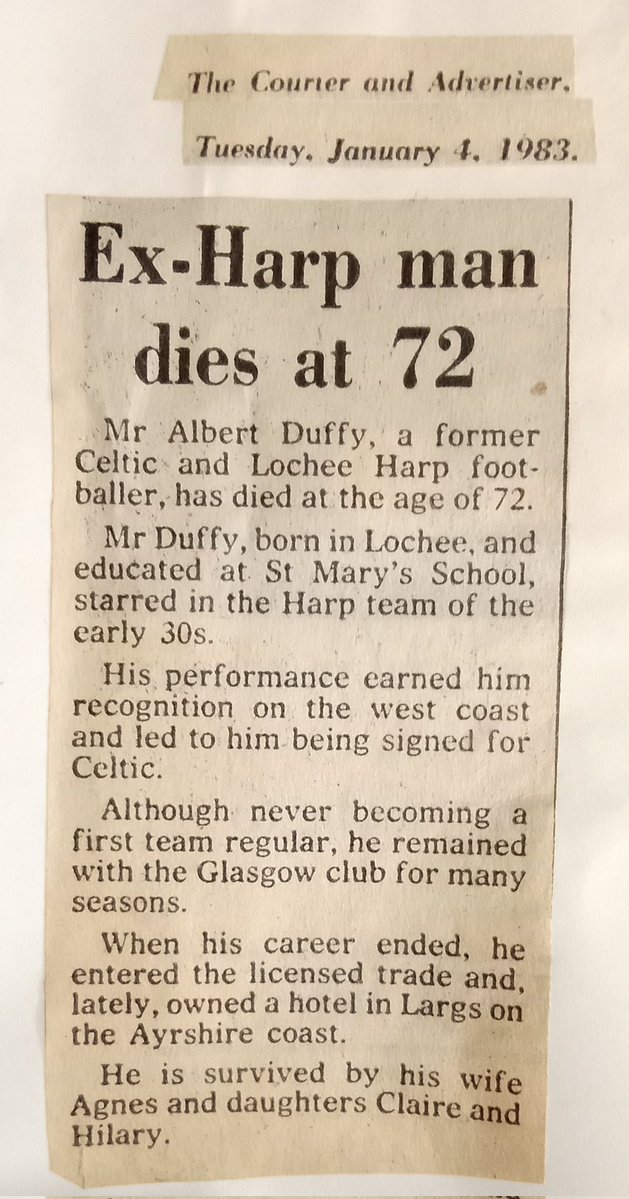 The Courier and Advertiser,
Tuesday, January 4, 1983.
Ex-Harp man
dies at 72
Mr Albert Duffy, a former
Celtic and Lochee Harp foot-
baller, has died at the age of 72.
Mr Duffy, born in Lochee, and
educated at St Mary's School,
starred in the Harp team of the
early 30s.
His performance earned him
recognition on the west coast
and led to him being signed for
Celtic.
Although never becoming a
first team regular, he remained
with the Glasgow club for many
seasons.
When his career ended, he
entered the licensed trade and,
lately, owned a hotel in Largs on
the Ayrshire coast.
He is survived by his wife
Agnes and daughters Claire and
Hilary.